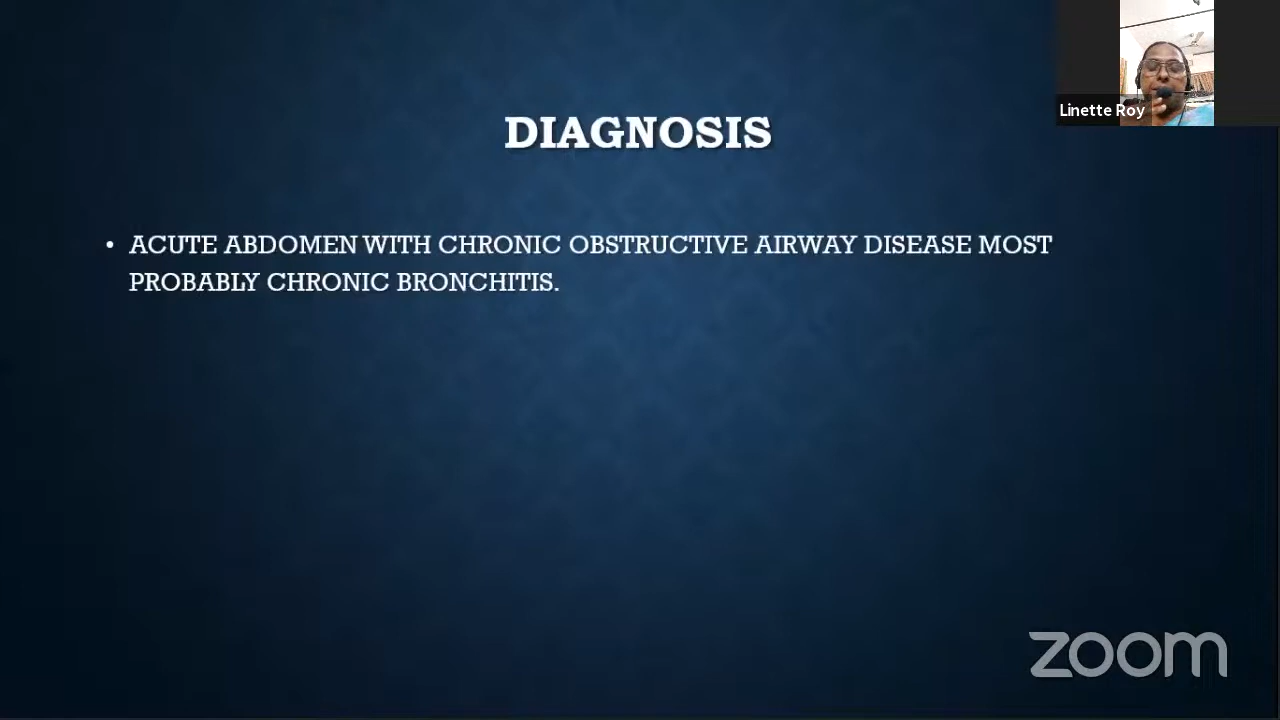 Linette Roy
DIAGNOSIS
• ACUTE ABDOMEN WITH CHRONIC OBSTRUCTIVE AIRWAY DISEASE MOST
PROBABLY CHRONIC BRONCHITIS.
zoom